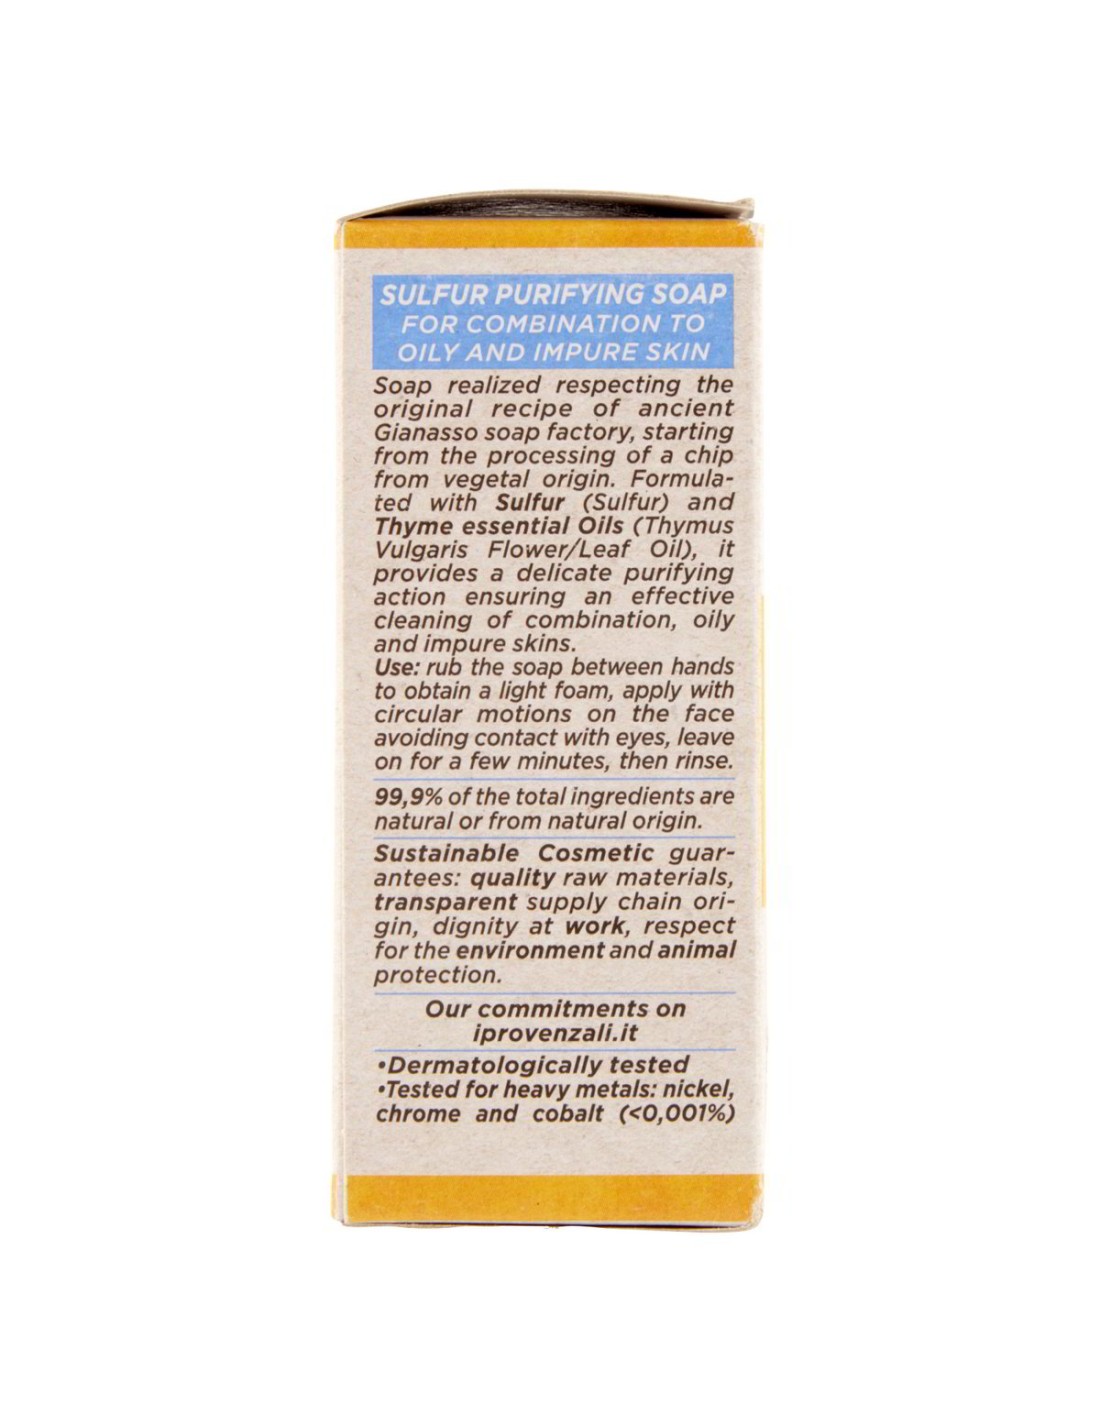 SULFUR PURIFYING SOAP
FOR COMBINATION TO
OILY AND IMPURE SKIN
Soap realized respecting the
original recipe of ancient
Gianasso soap factory, starting
from the processing of a chip
from vegetal origin. Formula-
ted with Sulfur (Sulfur) and
Thyme essential Oils (Thymus
Vulgaris Flower/Leaf Oil), it
provides a delicate purifying
action ensuring an effective
cleaning of combination, oily
and impure skins.
Use: rub the soap between hands
to obtain a light foam, apply with
circular motions on the face
avoiding contact with eyes, leave
on for a few minutes, then rinse.
99,9% of the total ingredients are
natural or from natural origin.
Sustainable Cosmetic guar-
antees: quality raw materials,
transparent supply chain ori-
gin, dignity at work, respect
for the environment and animal
protection.
Our commitments on
iprovenzali.it
•Dermatologically tested
•Tested for heavy metals: nickel,
chrome and cobalt (<0,001%)